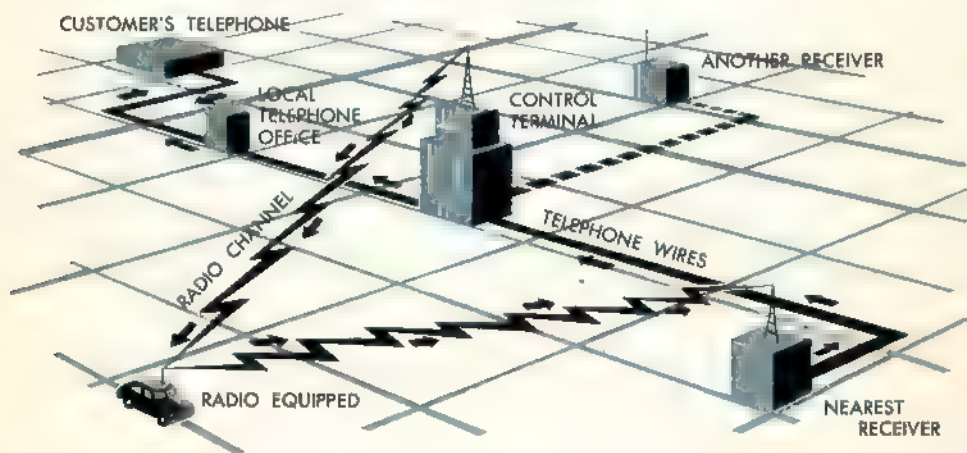 CUSTOMER'S TELEPHONE
LOCAL
TELEPHONE
OFFICE
CONTROL
TERMINAL
ANOTHER RECEIVER
RADIO CHANNEL
TELEPHONE WIRES
RADIO EQUIPPED
NEAREST
RECEIVER